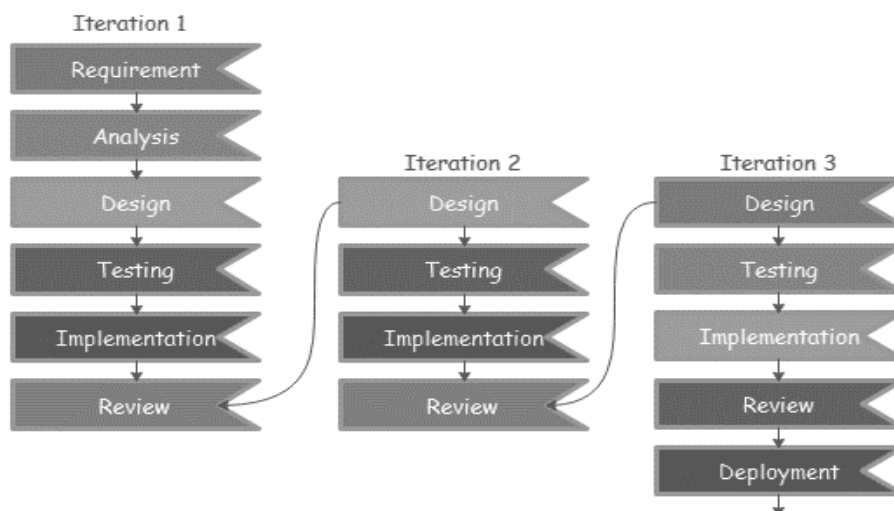 Iteration 1
Requirement
Analysis
Design
Testing
Implementation
Review
Iteration 2
Design
Testing
Implementation
Review
Iteration 3
Design
Testing
Implementation
Review
Deployment